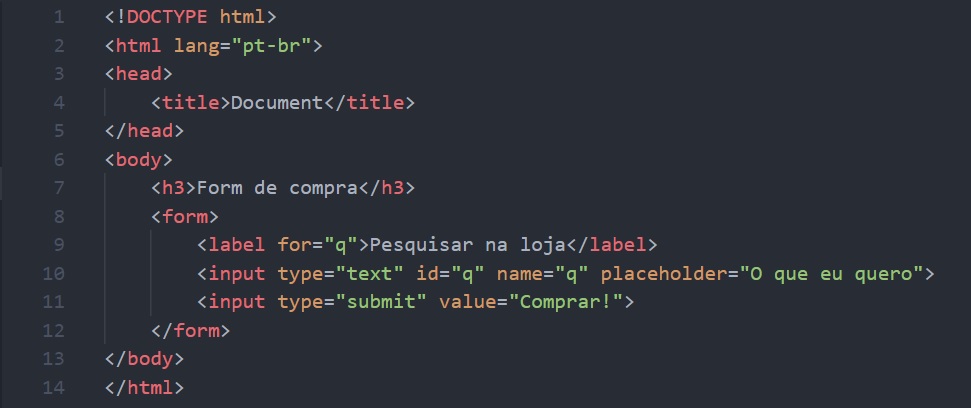 1 <!DOCTYPE html>
2 <html lang="pt-br">
3 <head>
4     <title>Document</title>
5 </head>
6 <body>
7     <h3>Form de compra</h3>
8     <form>
9         <label for="q">Pesquisar na loja</label>
10         <input type="text" id="q" name="q" placeholder="O que eu quero">
11         <input type="submit" value="Comprar!">
12     </form>
13 </body>
14 </html>